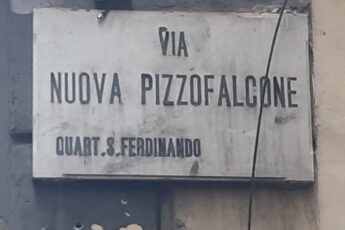 VIA
NUOVA PIZZOFALCONE
QUART.S.FERDINANDO